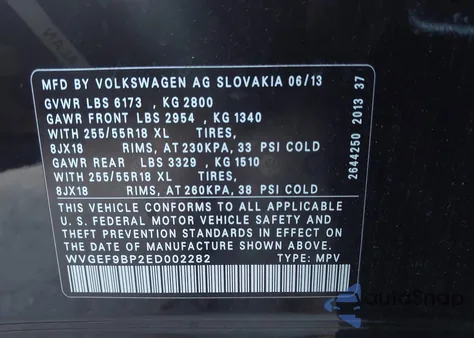 MFD BY VOLKSWAGEN AG SLOVAKIA 06/13
GVWR LBS 6173 , KG 2800
GAWR FRONT LBS 2954 , KG 1340
WITH 255/55R18 XL TIRES,
8JX18 RIMS, AT 230KPA, 33 PSI COLD
GAWR REAR LBS 3329 , KG 1510
WITH 255/55R18 XL TIRES,
8JX18 RIMS, AT 260KPA, 38 PSI COLD
THIS VEHICLE CONFORMS TO ALL APPLICABLE
U.S. FEDERAL MOTOR VEHICLE SAFETY AND
THEFT PREVENTION STANDARDS IN EFFECT ON
THE DATE OF MANUFACTURE SHOWN ABOVE
WVGEF9BP2ED002282 TYPE: MPV
2644250 2013 37
AutoSnap